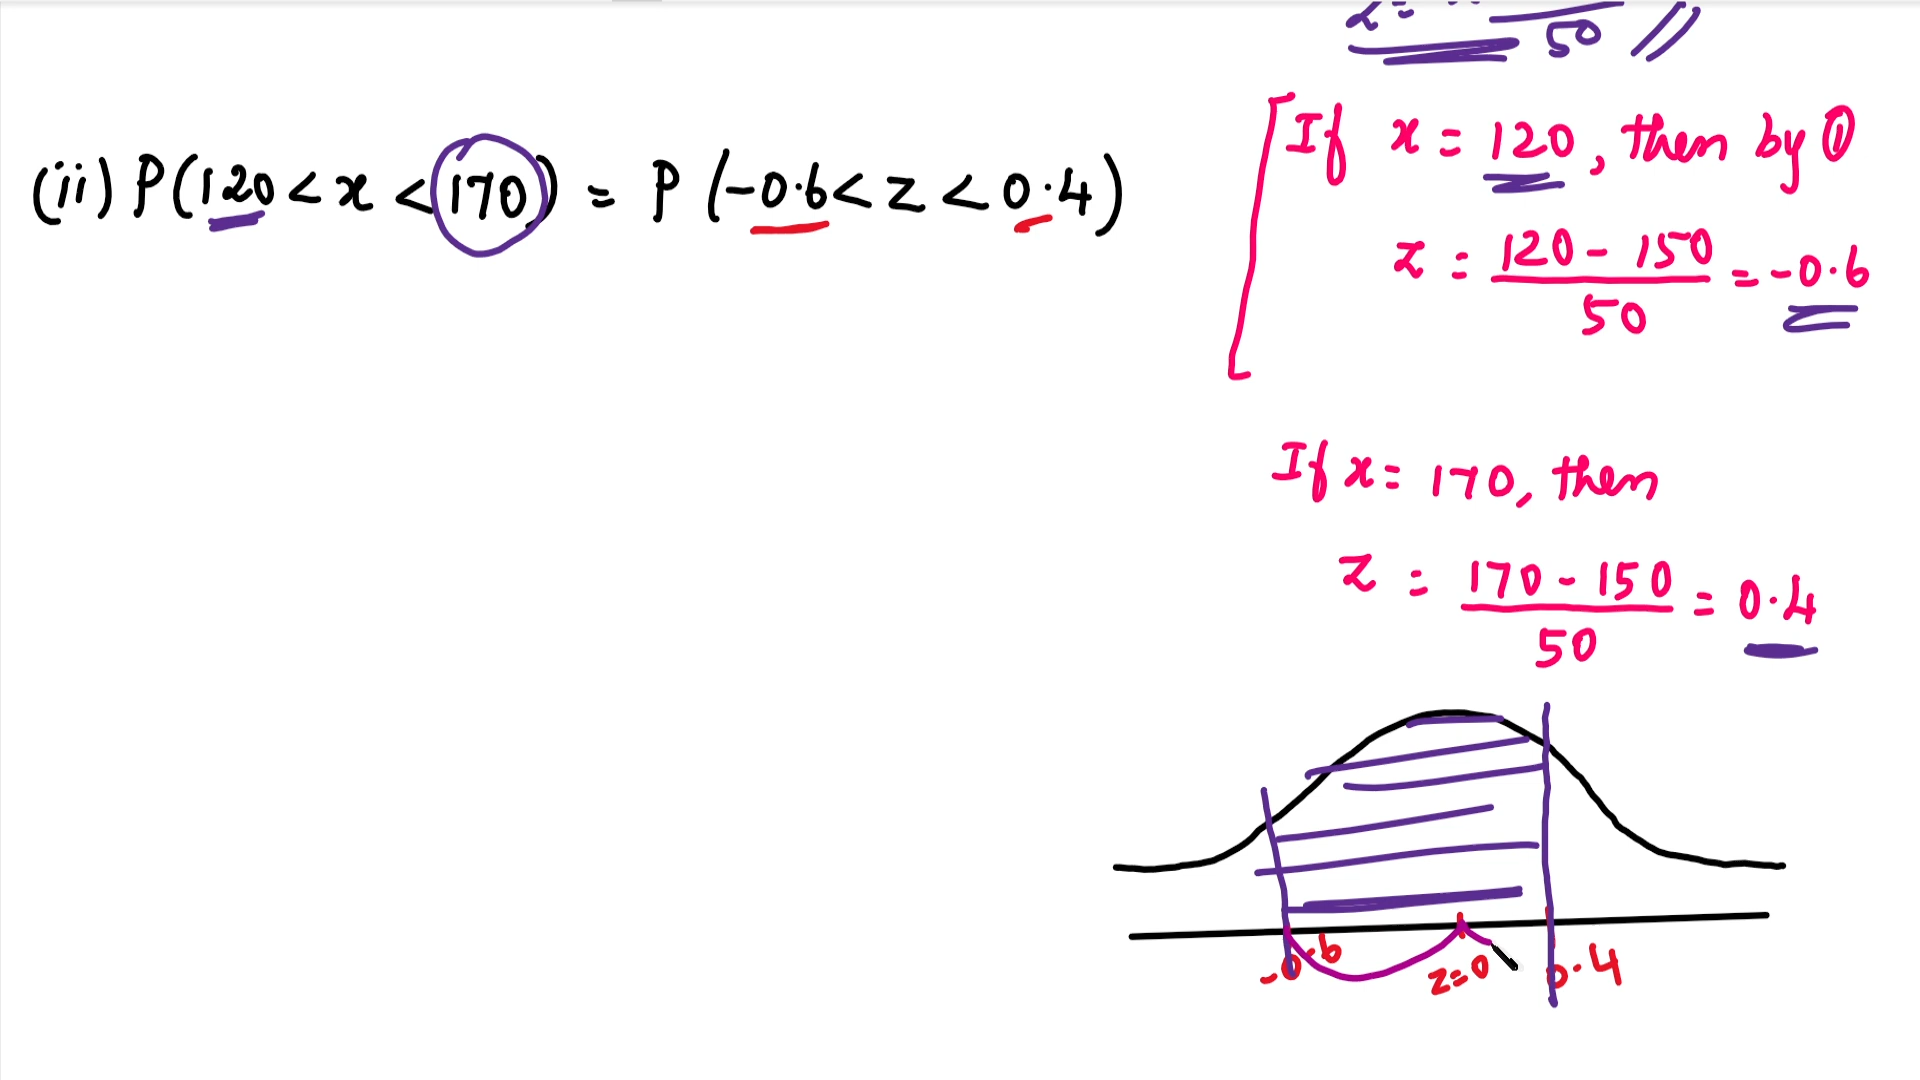 50 //
(ii) P(120 < x < 170) = P(-0.6 < z < 0.4)
If x = 120, then by ①
z = 120 - 150 / 50 = -0.6
If x = 170, then
z = 170 - 150 / 50 = 0.4
-0.6 z=0 0.4